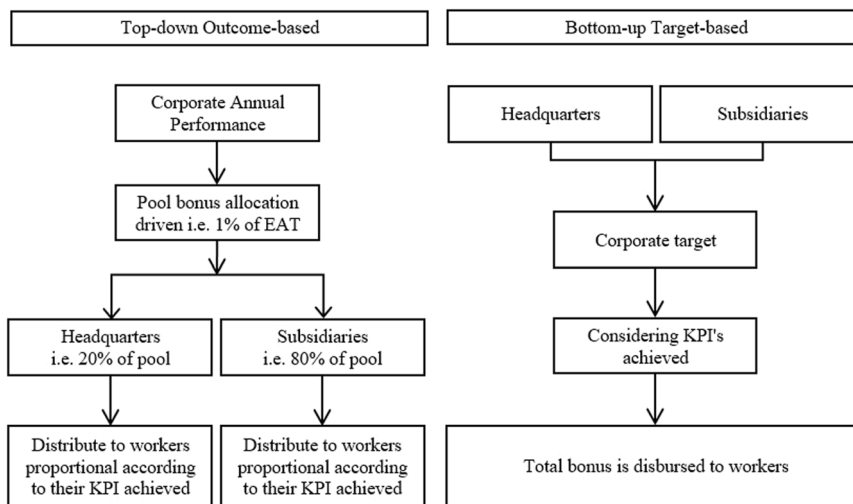 Top-down Outcome-based
Bottom-up Target-based
Corporate Annual
Performance
Pool bonus allocation
driven i.e. 1% of EAT
Headquarters
i.e. 20% of pool
Subsidiaries
i.e. 80% of pool
Distribute to workers
proportional according
to their KPI achieved
Distribute to workers
proportional according
to their KPI achieved
Headquarters
Subsidiaries
Corporate target
Considering KPI's
achieved
Total bonus is disbursed to workers